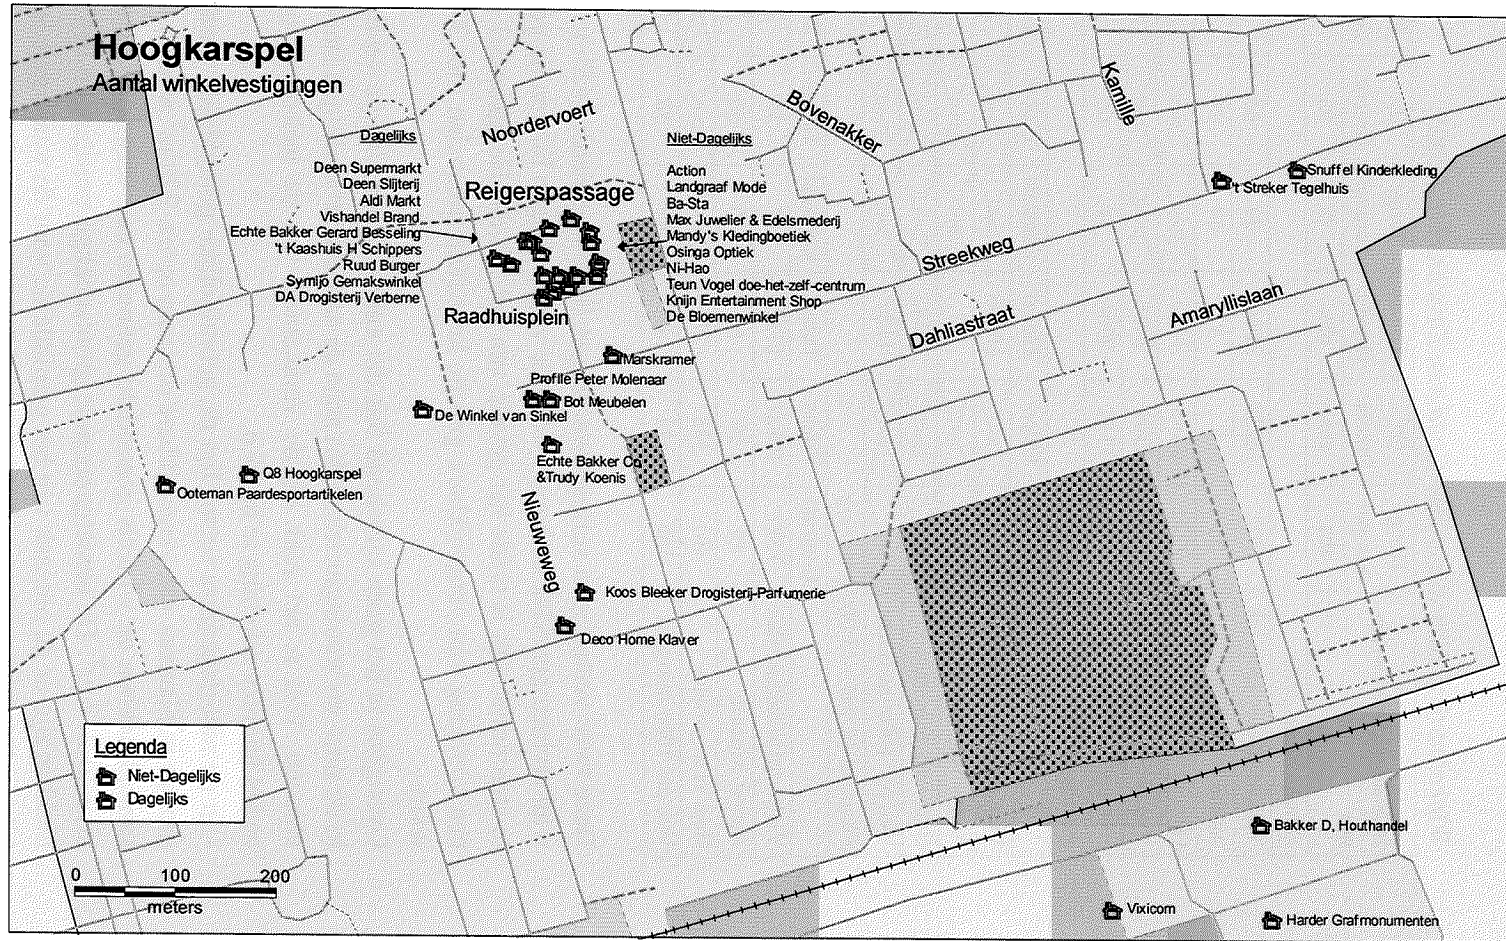 Hoogkarspel
Aantal winkelvestigingen
Noordervoert
Bovenakker
Kamille
Dagelijks
Deen Supermarkt
Deen Slijterij
Aldi Markt
Vishandel Brand
Echte Bakker Gerard Besseling
't Kaashuis H Schippers
Ruud Burger
Symijo Gemakswinkel
DA Drogisterij Verberne
Reigerspassage
Niet-Dagelijks
Action
Landgraaf Mode
Ba-Sta
Max Juwelier & Edelsmederij
Mandy's Kledingboetiek
Osinga Optiek
Ni-Hao
Teun Vogel doe-het-zelf-centrum
Knijn Entertainment Shop
De Bloemenwinkel
Snuffel Kinderkleding
't Streker Tegelhuis
Streekweg
Raadhuisplein
Dahliastraat
Amaryllislaan
Marskramer
Profile Peter Molenaar
Bot Meubelen
De Winkel van Sinkel
Echte Bakker Co
&Trudy Koenis
Q8 Hoogkarspel
Ooteman Paardesportartikelen
Nieuweweg
Koos Bleeker Drogisterij-Parfumerie
Deco Home Klaver
Legenda
Niet-Dagelijks
Dagelijks
0 100 200
meters
Bakker D, Houthandel
Vixicom
Harder Grafmonumenten